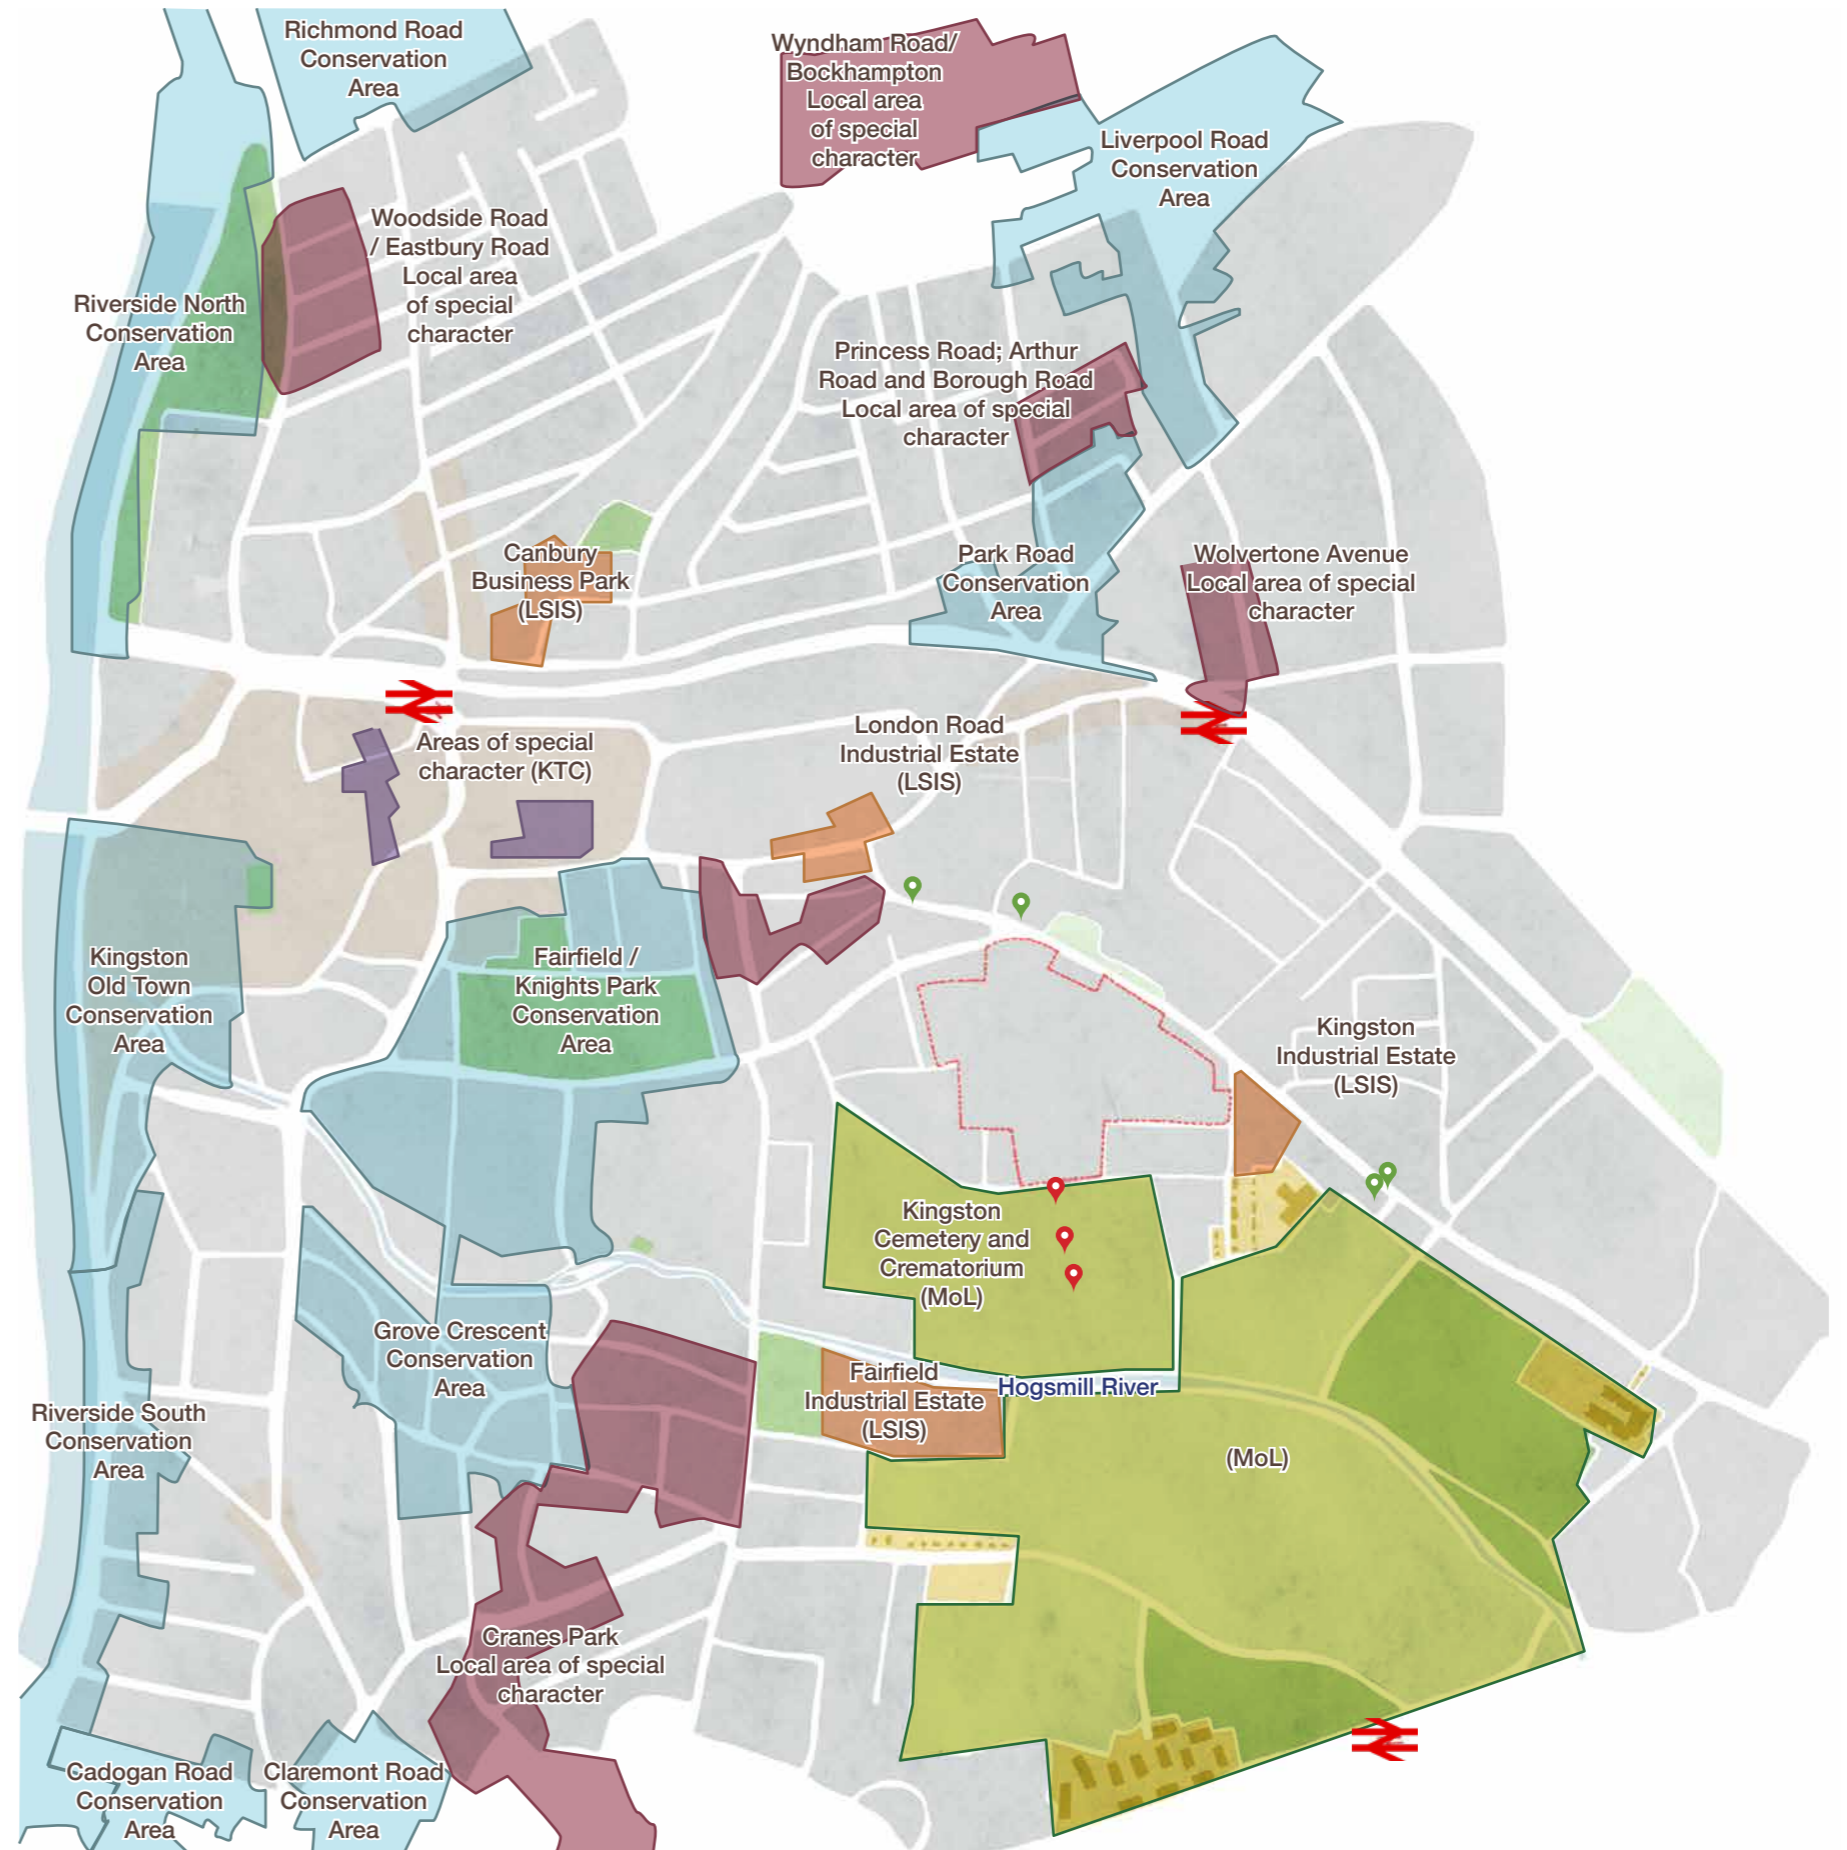 Richmond Road
Conservation
Area
Wyndham Road/
Bockhampton
Local area
of special
character
Liverpool Road
Conservation
Area
Woodside Road
/ Eastbury Road
Local area
of special
character
Riverside North
Conservation
Area
Princess Road; Arthur
Road and Borough Road
Local area of special
character
Canbury
Business Park
(LSIS)
Park Road
Conservation
Area
Wolvertone Avenue
Local area of special
character
Areas of special
character (KTC)
London Road
Industrial Estate
(LSIS)
Kingston
Old Town
Conservation
Area
Fairfield /
Knights Park
Conservation
Area
Kingston
Industrial Estate
(LSIS)
Kingston
Cemetery and
Crematorium
(MoL)
Grove Crescent
Conservation
Area
Fairfield
Industrial Estate
(LSIS)
Hogsmill River
Riverside South
Conservation
Area
(MoL)
Cranes Park
Local area of special
character
Cadogan Road
Conservation
Area
Claremont Road
Conservation
Area